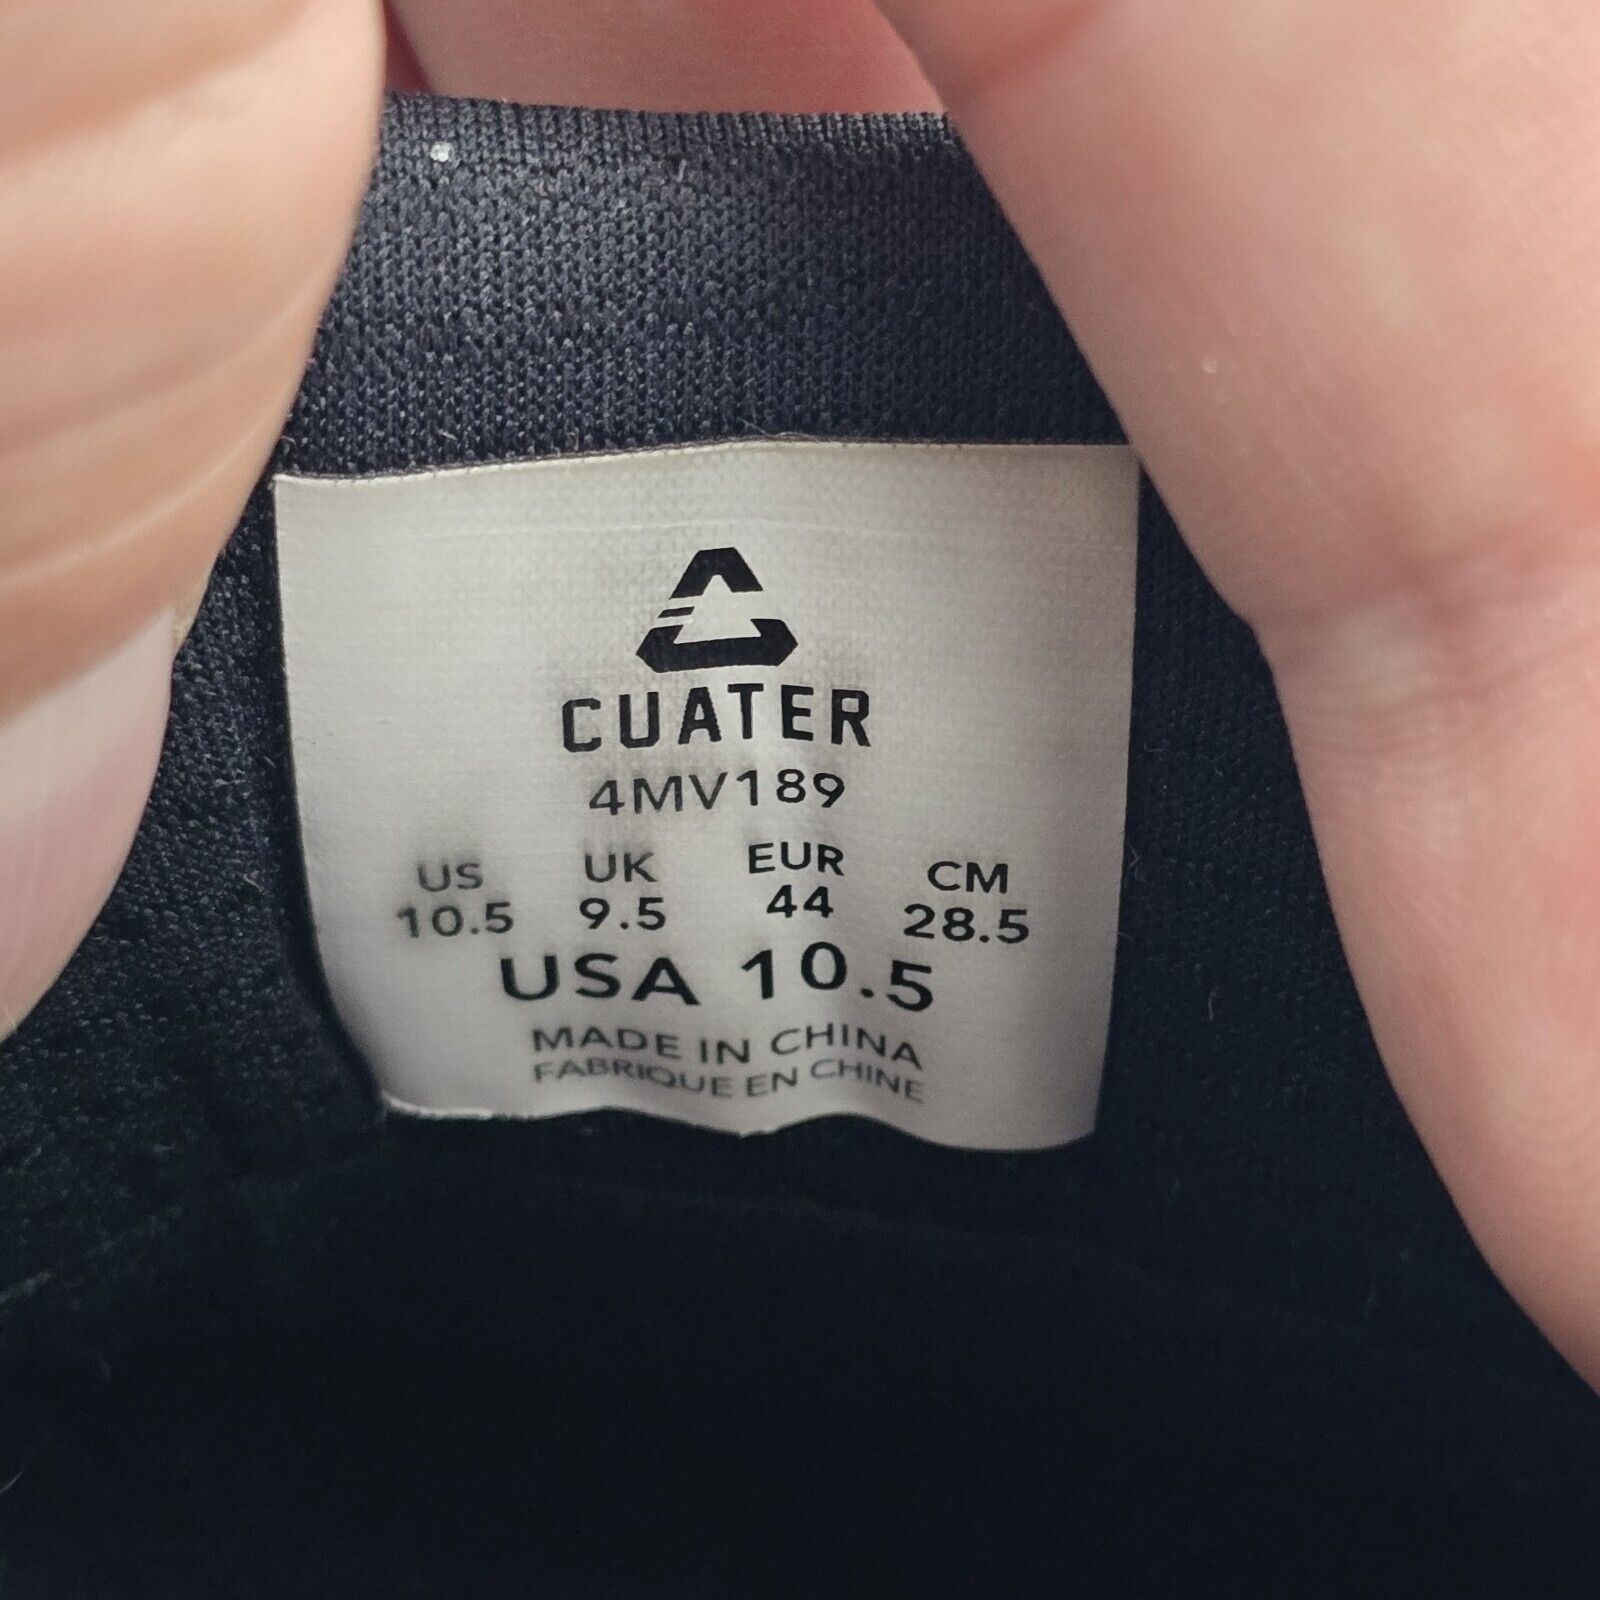 CUATER
4MV189
US UK EUR CM
10.5 9.5 44 28.5
USA 10.5
MADE IN CHINA
FABRIQUE EN CHINE